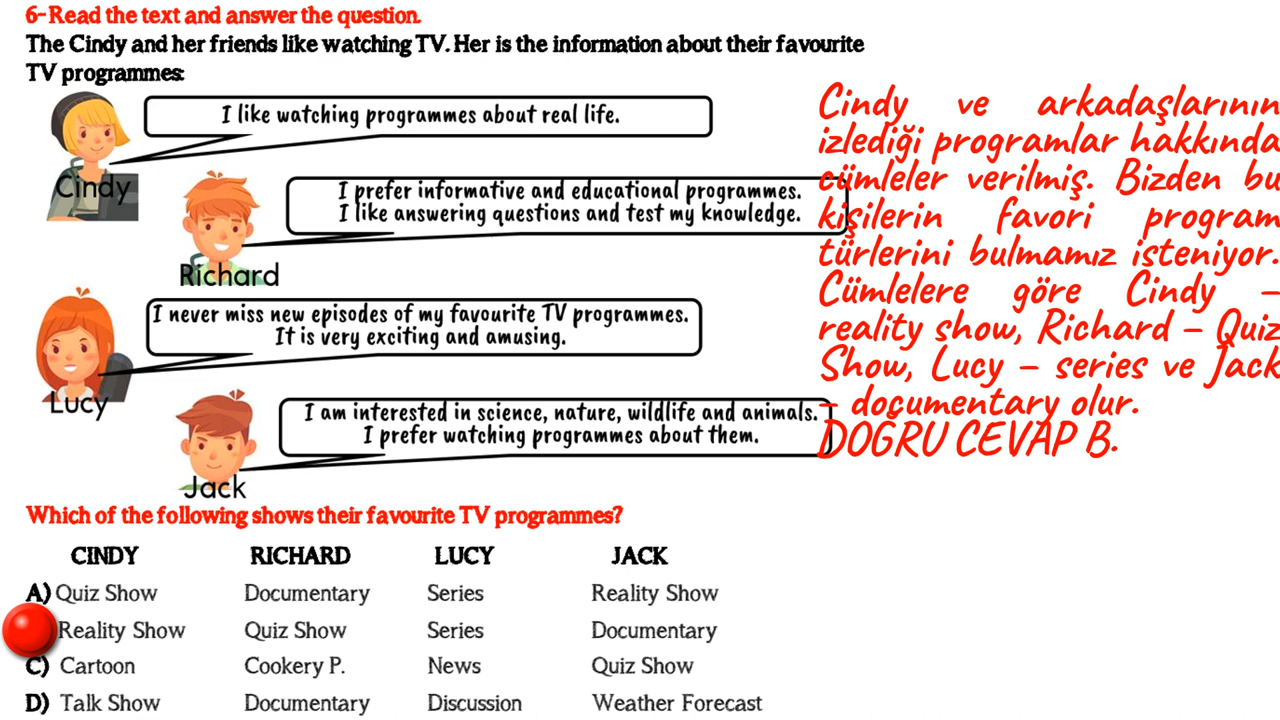 6-Read the text and answer the question.
The Cindy and her friends like watching TV. Her is the information about their favourite
TV programmes:
I like watching programmes about real life.
Cindy
I prefer informative and educational programmes.
I like answering questions and test my knowledge.
Richard
I never miss new episodes of my favourite TV programmes.
It is very exciting and amusing.
Lucy
I am interested in science, nature, wildlife and animals.
I prefer watching programmes about them.
Jack
Cindy ve arkadaşlarının
izlediği programlar hakkında
cümleler verilmiş. Bizden bu
kişilerin favori program
türlerini bulmamız isteniyor.
Cümlelere göre Cindy –
reality show, Richard – Quiz
Show, Lucy – series ve Jack
– documentary olur.
DOĞRU CEVAP B.
Which of the following shows their favourite TV programmes?
CINDY RICHARD LUCY JACK
A) Quiz Show Documentary Series Reality Show
Reality Show Quiz Show Series Documentary
C) Cartoon Cookery P. News Quiz Show
D) Talk Show Documentary Discussion Weather Forecast